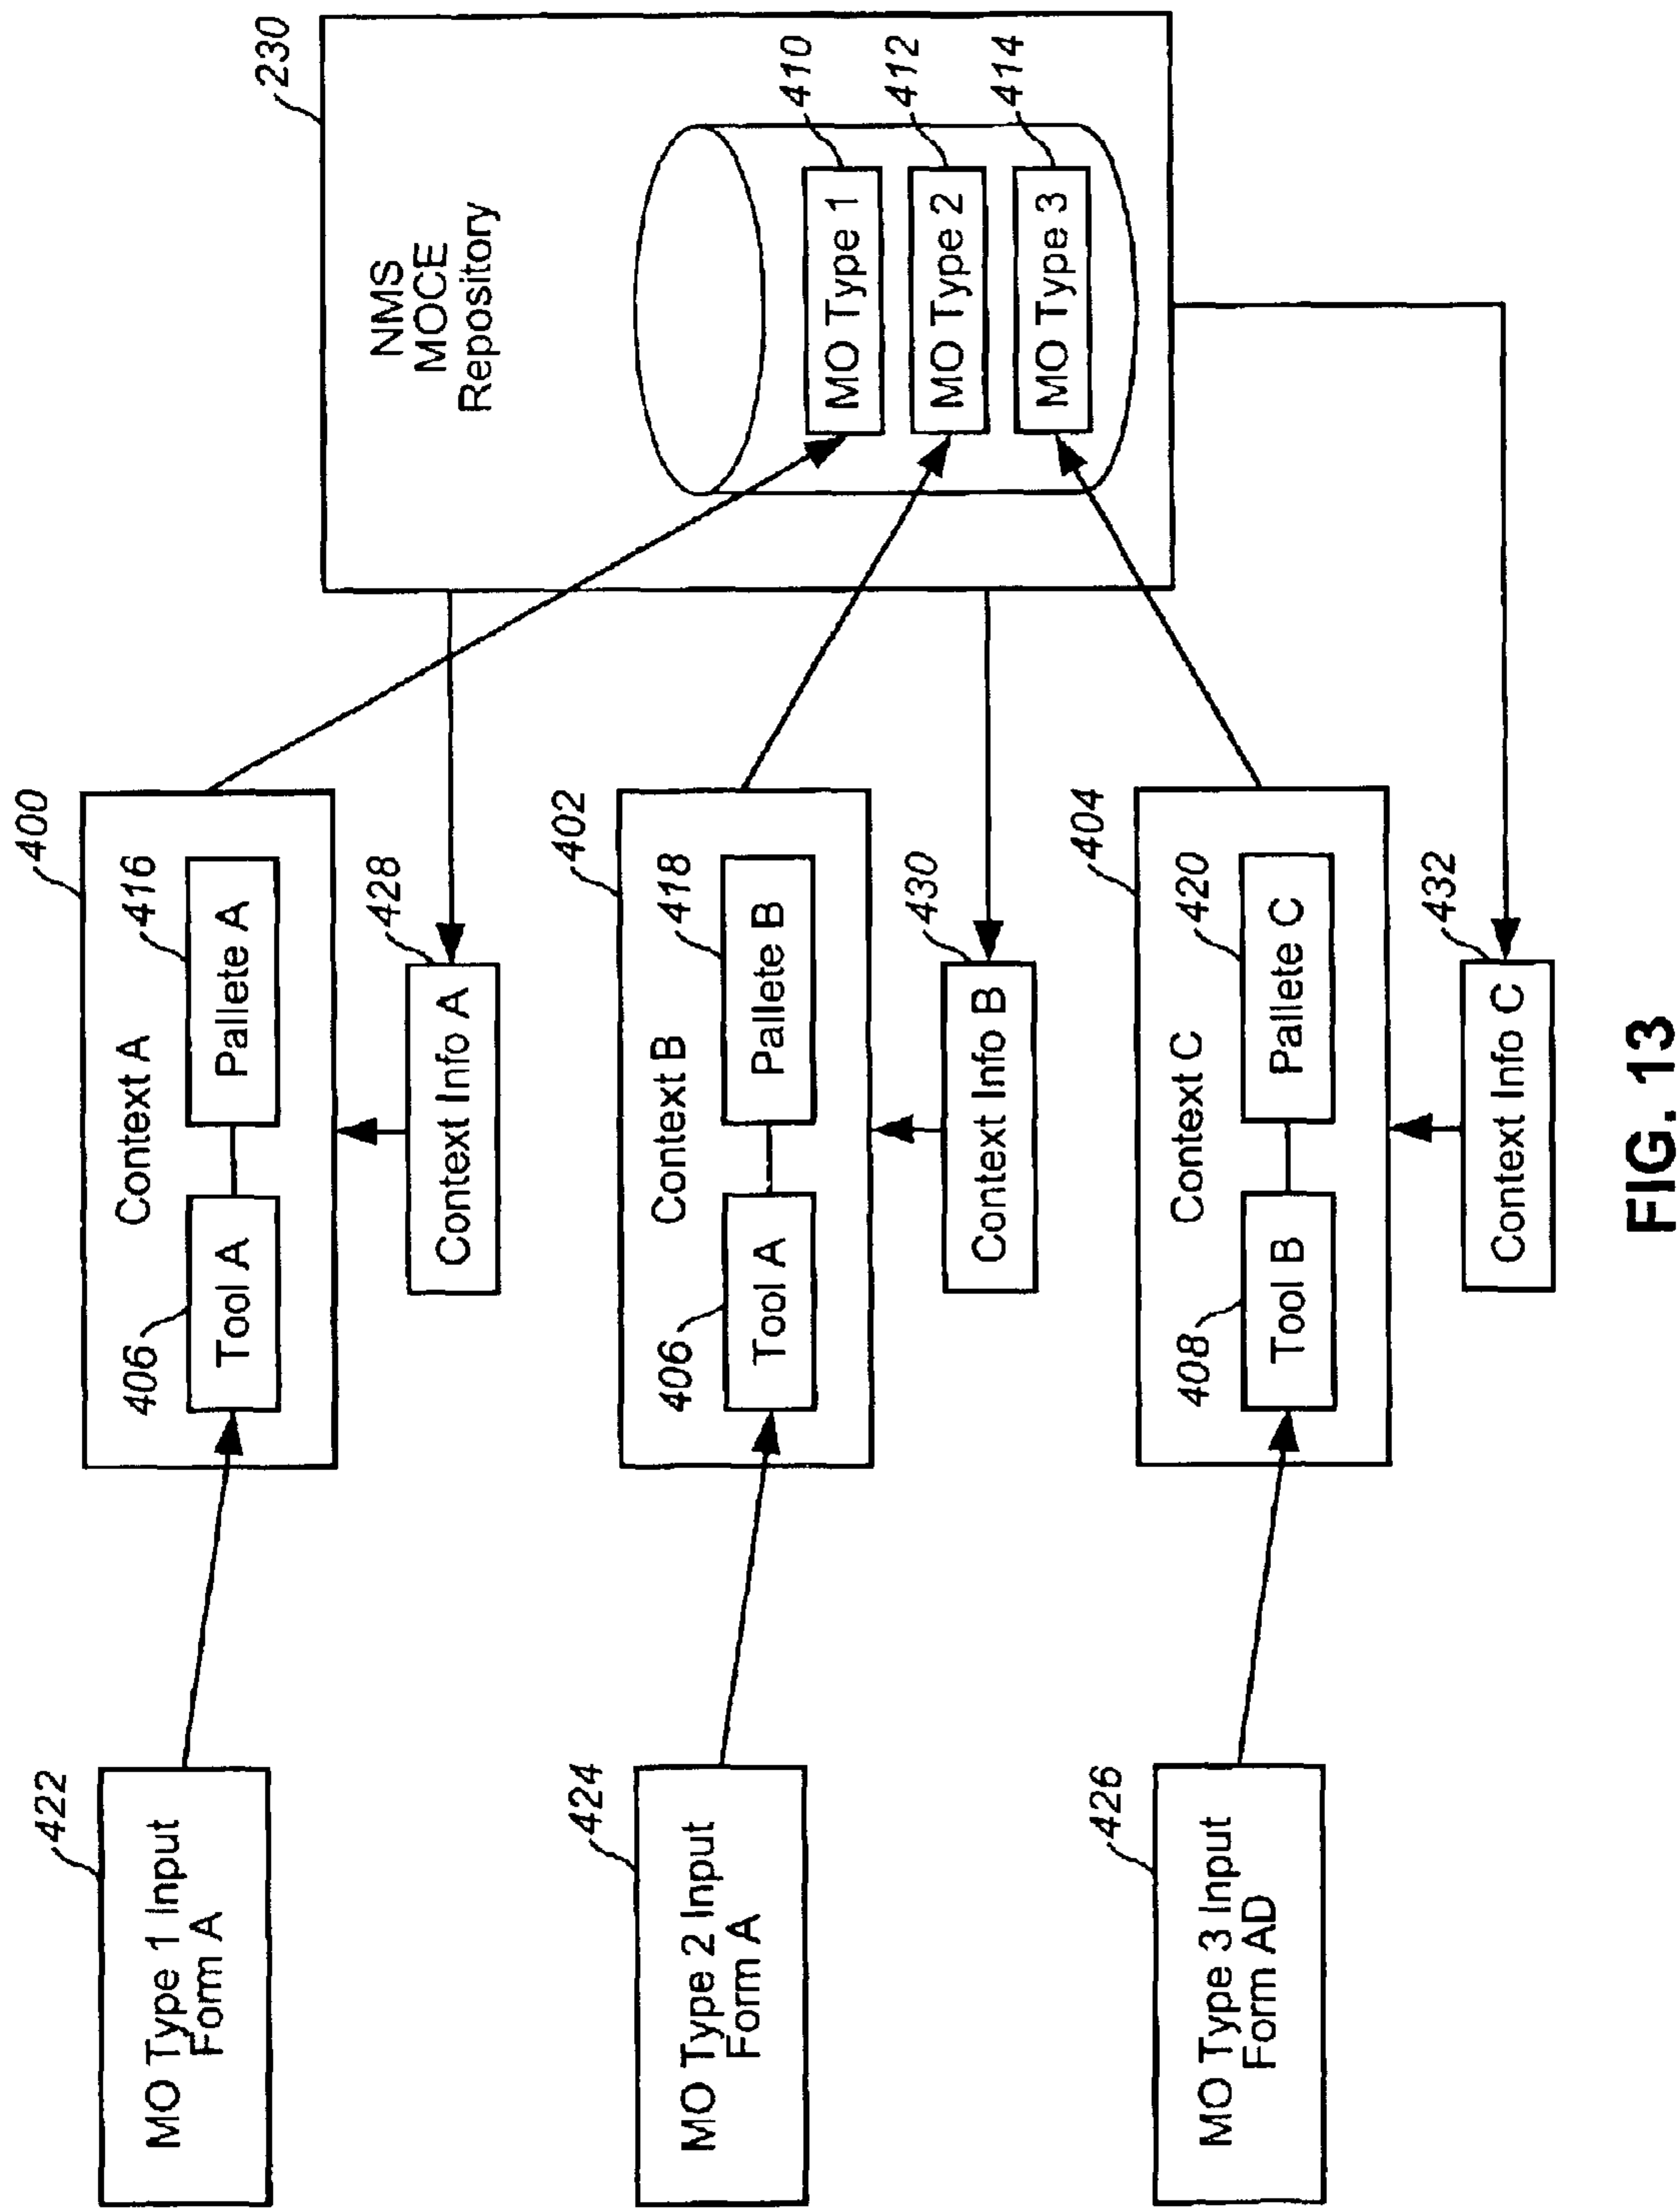 422
MO Type 1 Input
Form A
400
Context A
406
Tool A
416
Pallete A
428
Context Info A
424
MO Type 2 Input
Form A
402
Context B
406
Tool A
418
Pallete B
430
Context Info B
426
MO Type 3 Input
Form AD
404
Context C
408
Tool B
420
Pallete C
432
Context Info C
230
NMS
MOCE
Repository
MO Type 1
410
MO Type 2
412
MO Type 3
414
FIG. 13